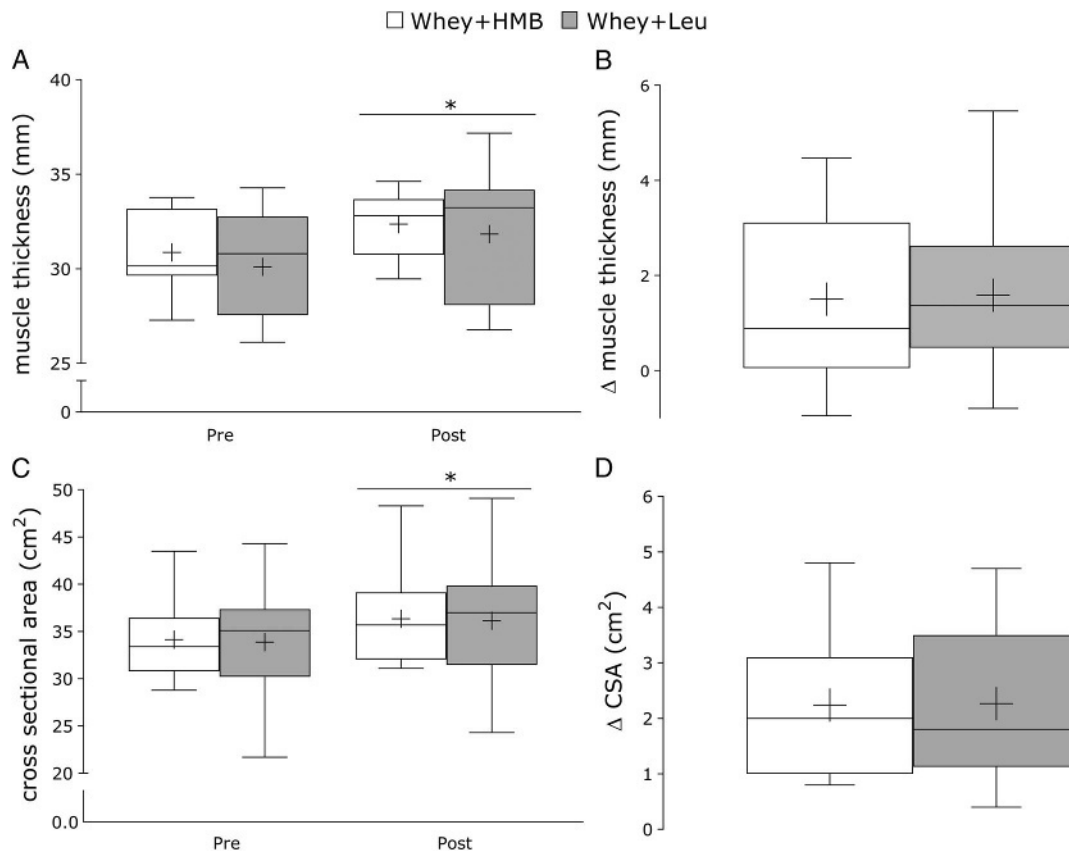 Whey+HMB Whey+Leu
A
muscle thickness (mm)
40
35
30
25
0
*
Pre Post
B
Δ muscle thickness (mm)
6
4
2
0
C
cross sectional area (cm²)
50
45
40
35
30
25
20
0.0
*
Pre Post
D
Δ CSA (cm²)
6
5
4
3
2
1
0